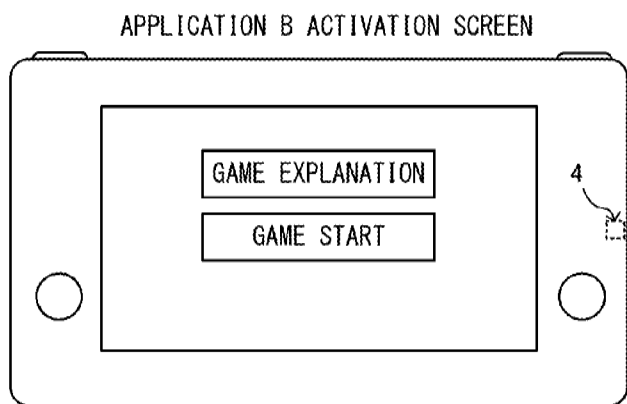 APPLICATION B ACTIVATION SCREEN
GAME EXPLANATION
4
GAME START